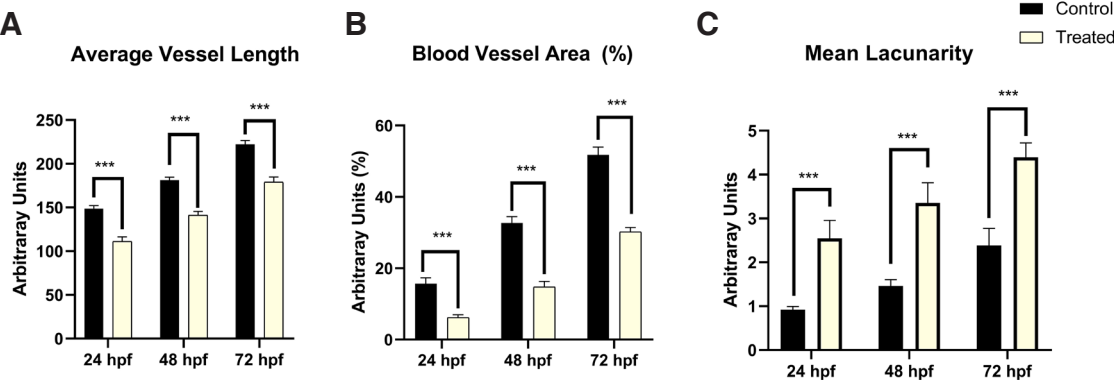 A
B
C
Control
Treated
Average Vessel Length
Blood Vessel Area (%)
Mean Lacunarity
Arbitraray Units
250
200
150
100
50
0
***
***
***
24 hpf
48 hpf
72 hpf
Arbitraray Units (%)
60
40
20
0
***
***
***
24 hpf
48 hpf
72 hpf
Arbitraray Units
5
4
3
2
1
0
***
***
***
24 hpf
48 hpf
72 hpf